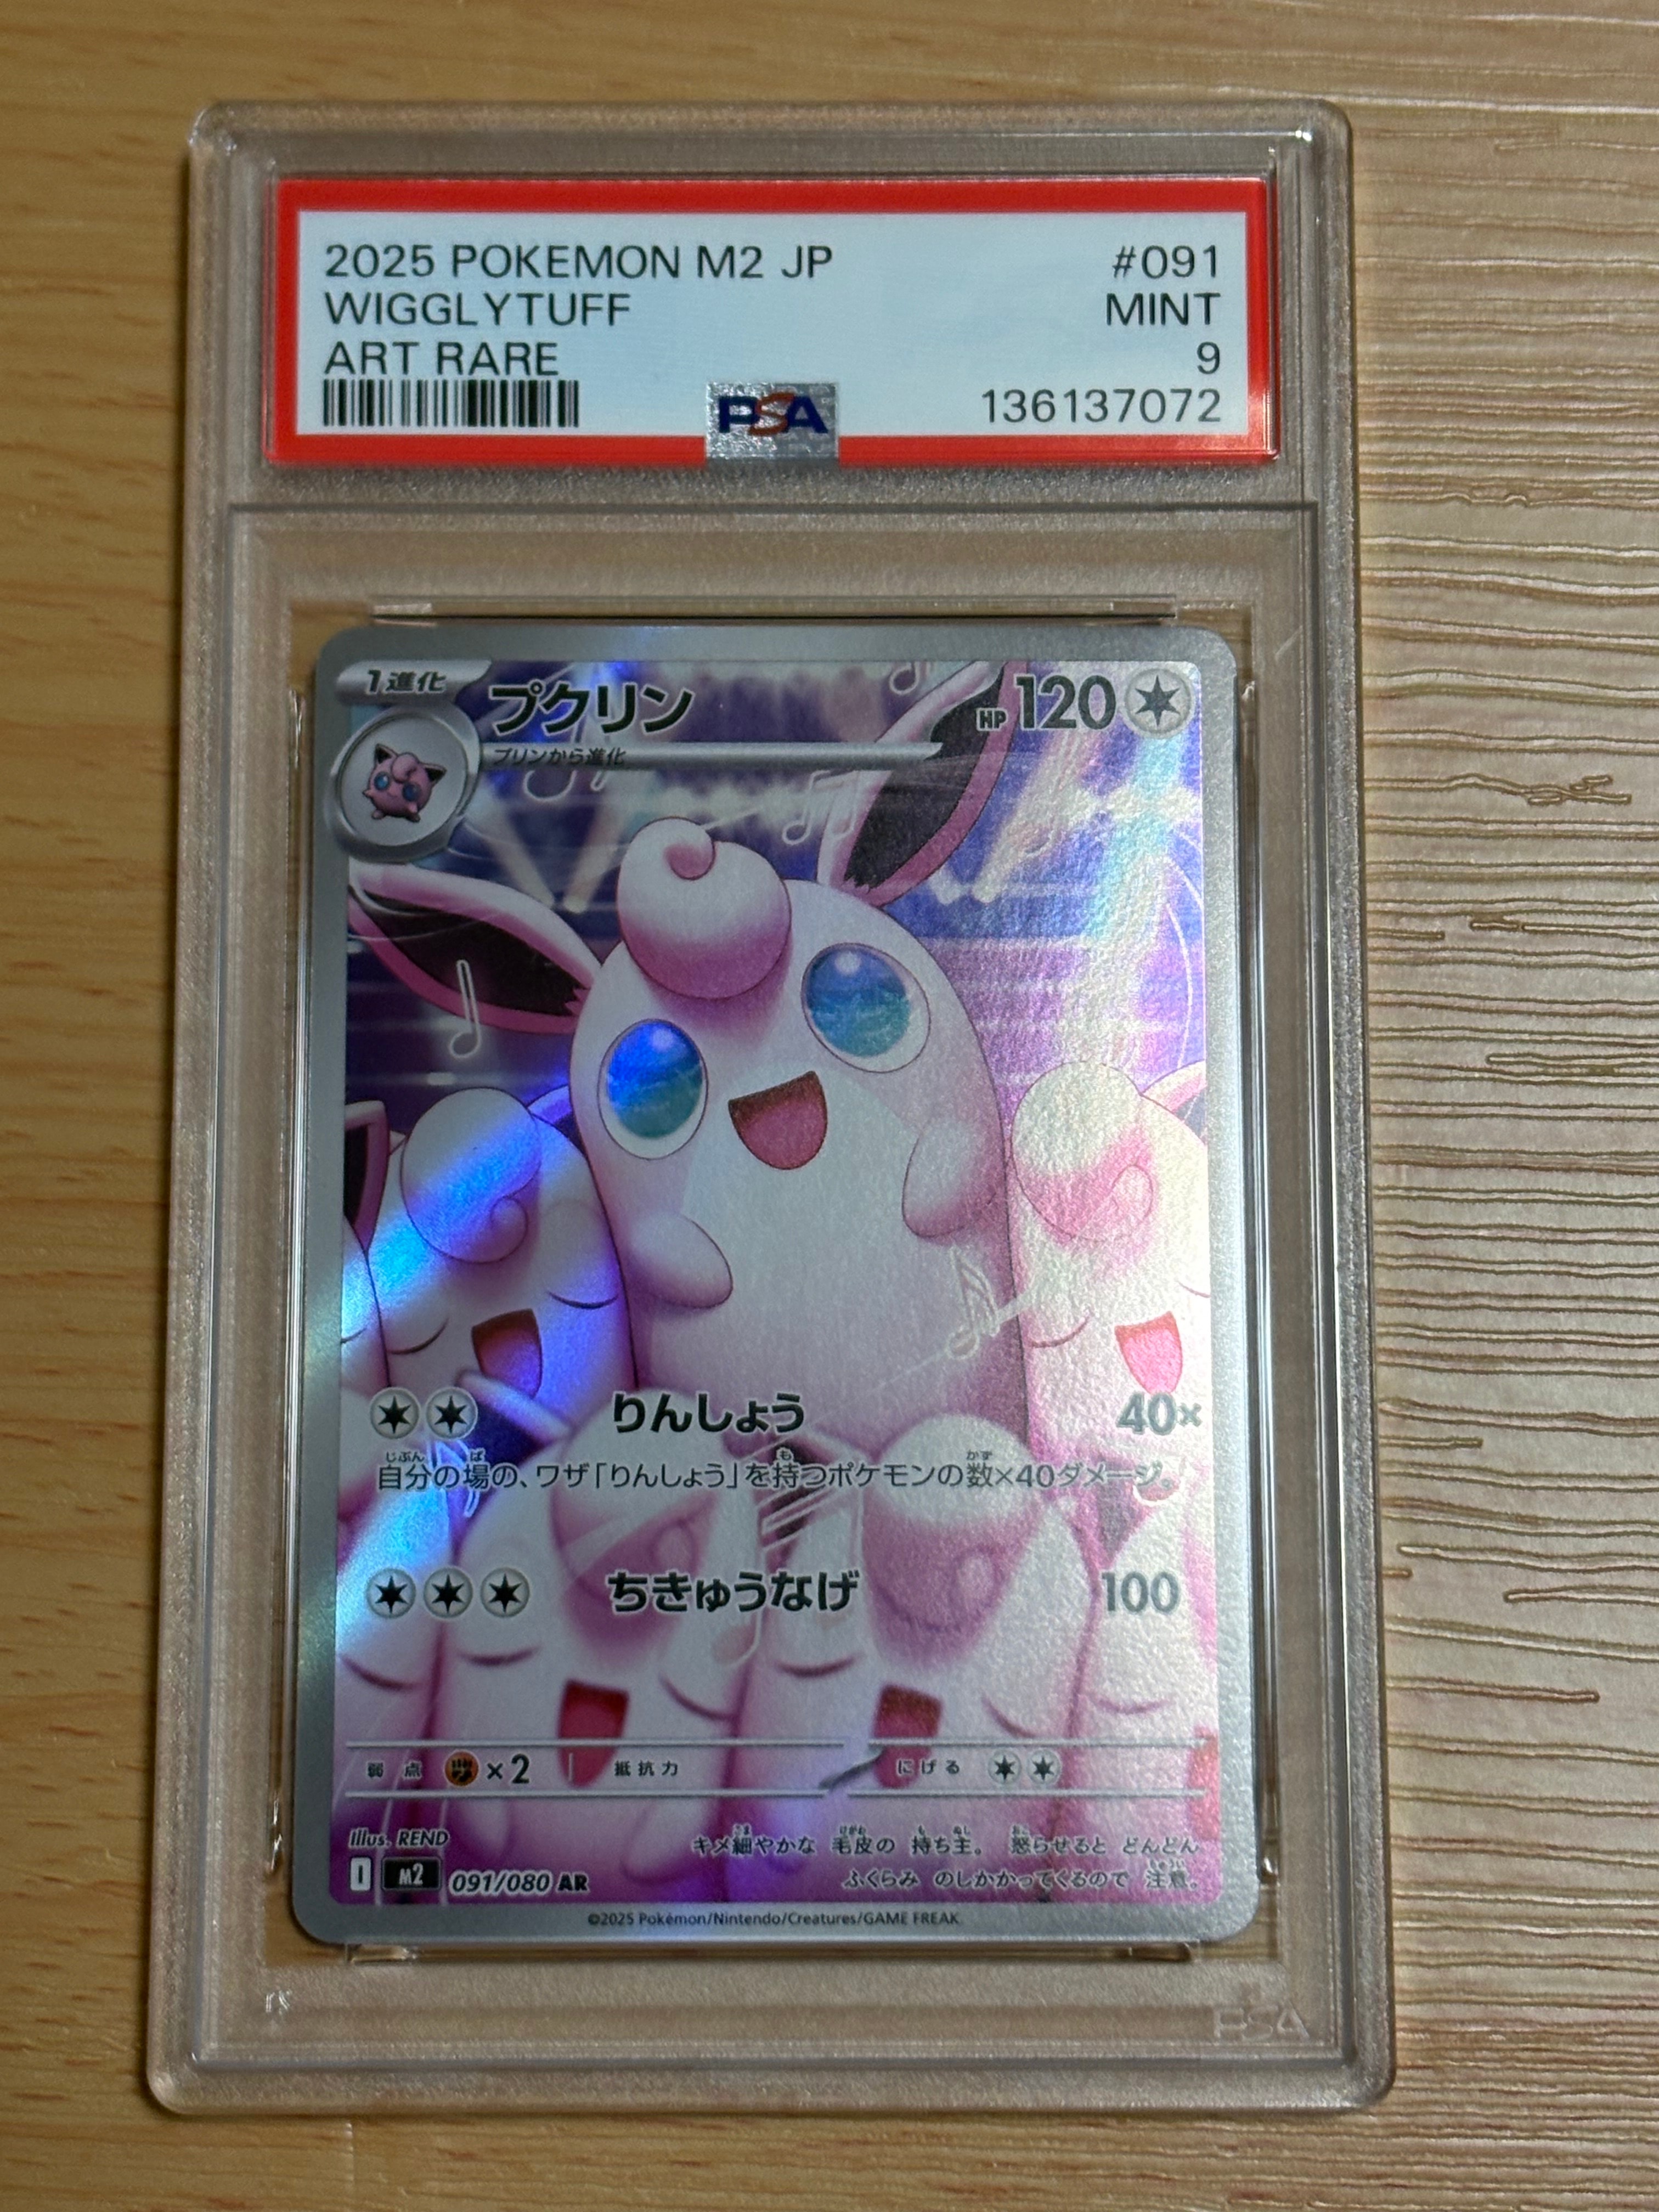 2025 POKEMON M2 JP #091
WIGGLYTUFF MINT
ART RARE 9
PSA 136137072
1進化 プクリン HP 120
プリンから進化
りんしょう 40×
自分の場の、ワザ「りんしょう」を持つポケモンの数×40ダメージ。
ちきゅうなげ 100
弱点 ×2 抵抗力 にげる
Illus. REND
キメ細やかな 毛皮の 持ち主。 怒らせると どんどん
ふくらみ のしかかってくるので 注意。
I M2 091/080 AR
©2025 Pokémon/Nintendo/Creatures/GAME FREAK.
PSA